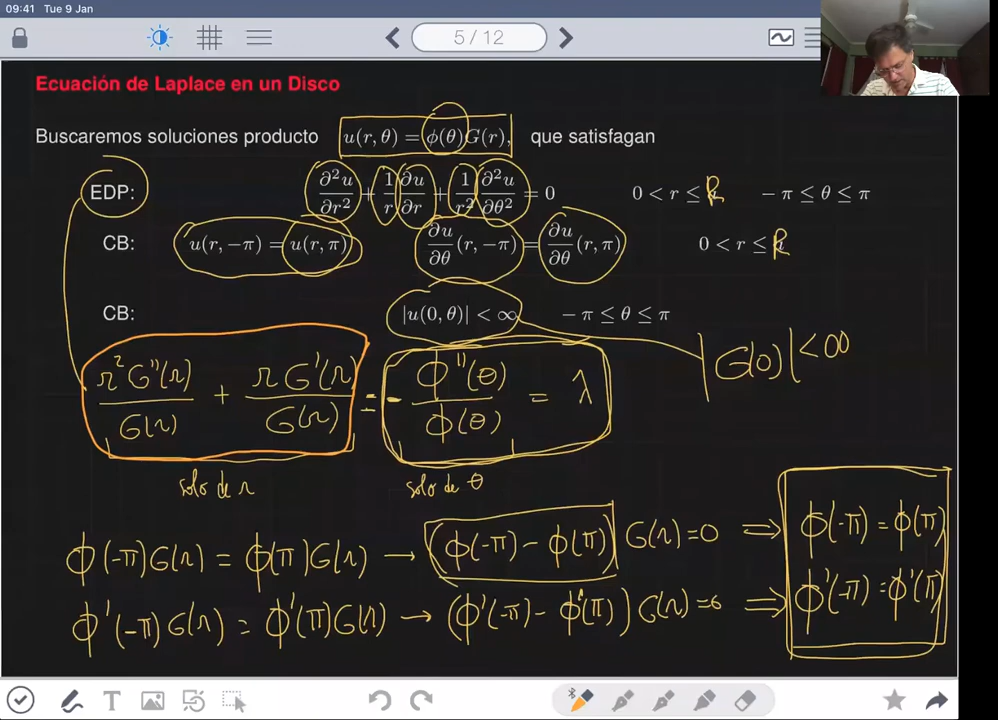 09:41 Tue 9 Jan
5 / 12
Ecuación de Laplace en un Disco
Buscaremos soluciones producto u(r, θ) = ϕ(θ)G(r), que satisfagan
EDP: ∂²u/∂r² + 1/r ∂u/∂r + 1/r² ∂²u/∂θ² = 0 0 < r ≤ R − π ≤ θ ≤ π
CB: u(r, −π) = u(r, π) ∂u/∂θ (r, −π) = ∂u/∂θ (r, π) 0 < r ≤ R
CB: |u(0, θ)| < ∞ − π ≤ θ ≤ π
|G(0)| < ∞
r²G''(r)/G(r) + rG'(r)/G(r) = − ϕ''(θ)/ϕ(θ) = λ
solo de r solo de θ
ϕ(−π)G(r) = ϕ(π)G(r) → (ϕ(−π) − ϕ(π)) G(r) = 0 ⟹ ϕ(−π) = ϕ(π)
ϕ'(−π)G(r) = ϕ'(π)G(r) → (ϕ'(−π) − ϕ'(π)) G(r) = 0 ⟹ ϕ'(−π) = ϕ'(π)
T